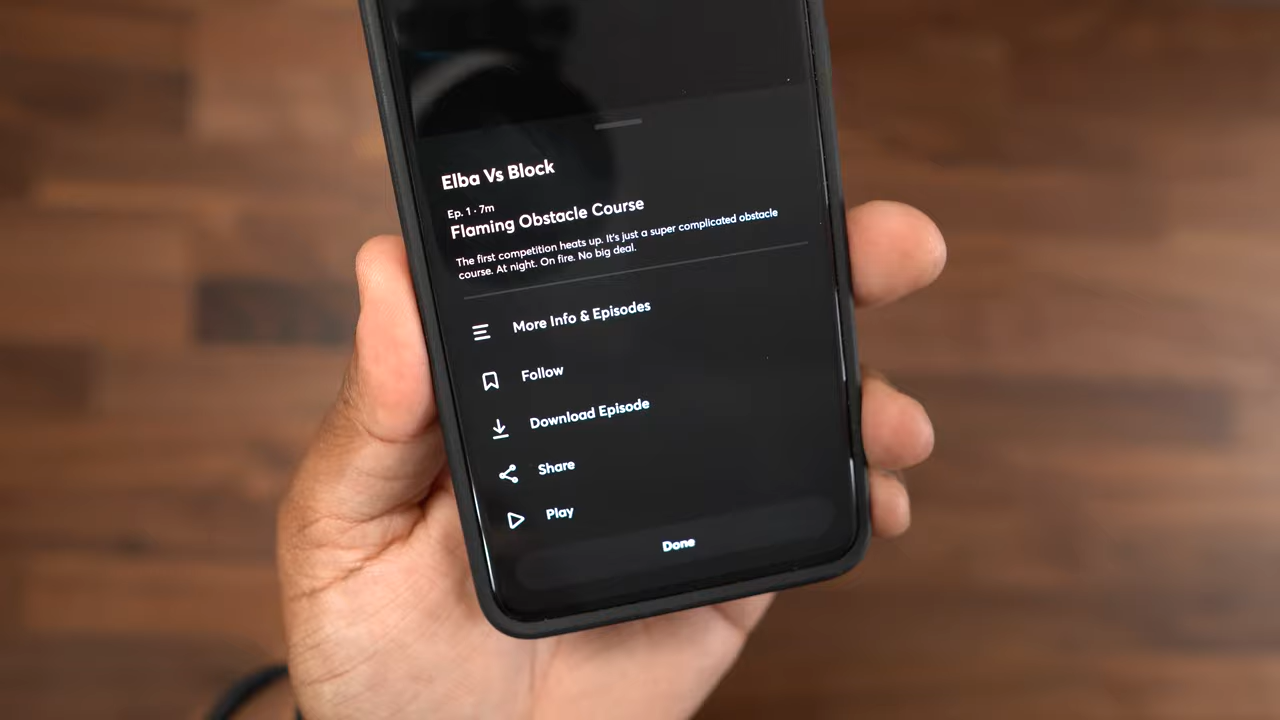 Elba Vs Block
Ep. 1 · 7m
Flaming Obstacle Course
The first competition heats up. It's just a super complicated obstacle
course. At night. On fire. No big deal.
More Info & Episodes
Follow
Download Episode
Share
Play
Done